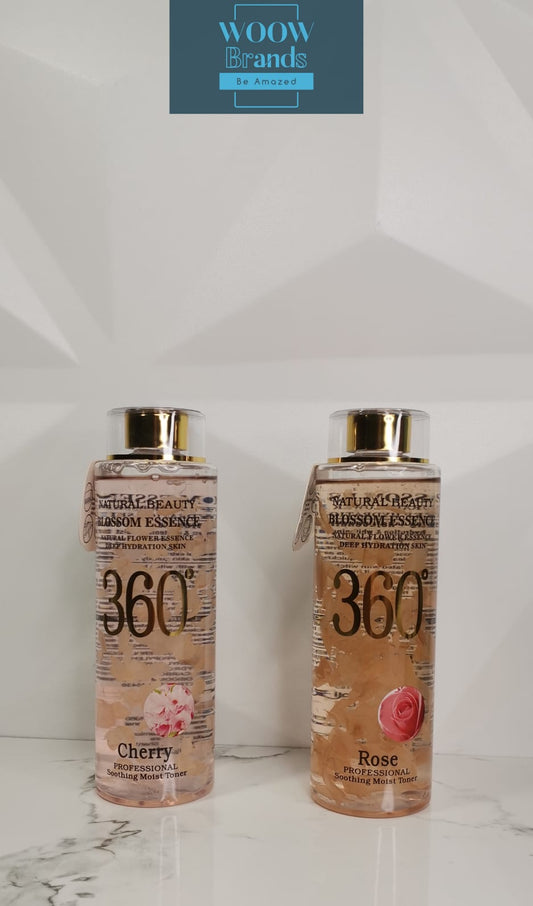 WOOW
Brands
Be Amazed
NATURAL BEAUTY
BLOSSOM ESSENCE
NATURAL FLOWER ESSENCE
DEEP HYDRATION SKIN
360°
Cherry
PROFESSIONAL
Soothing Moist Toner
NATURAL BEAUTY
BLOSSOM ESSENCE
NATURAL FLOWER ESSENCE
DEEP HYDRATION SKIN
360°
Rose
PROFESSIONAL
Soothing Moist Toner